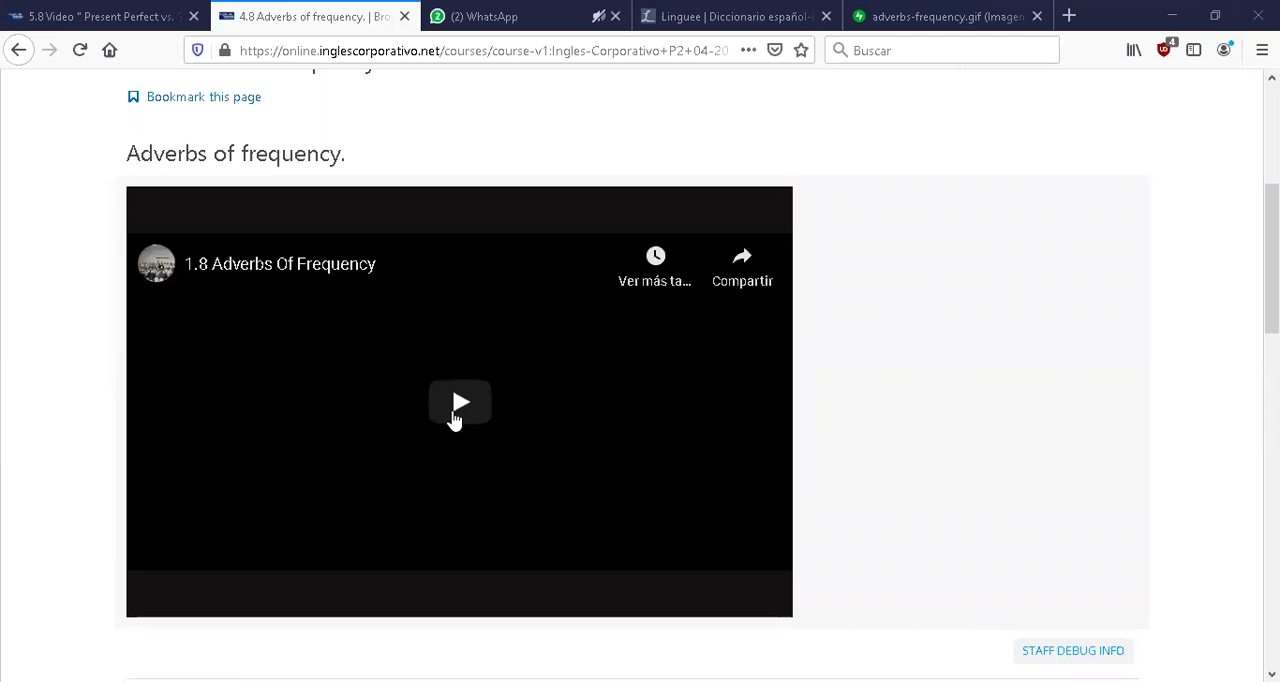 5.8 Video " Present Perfect vs. S
4.8 Adverbs of frequency. | Bro
(2) WhatsApp
Linguee | Diccionario español-i
adverbs-frequency.gif (Imagen
https://online.inglescorporativo.net/courses/course-v1:Ingles-Corporativo+P2+04-20
Buscar
4
Bookmark this page
Adverbs of frequency.
1.8 Adverbs Of Frequency
Ver más ta...
Compartir
STAFF DEBUG INFO